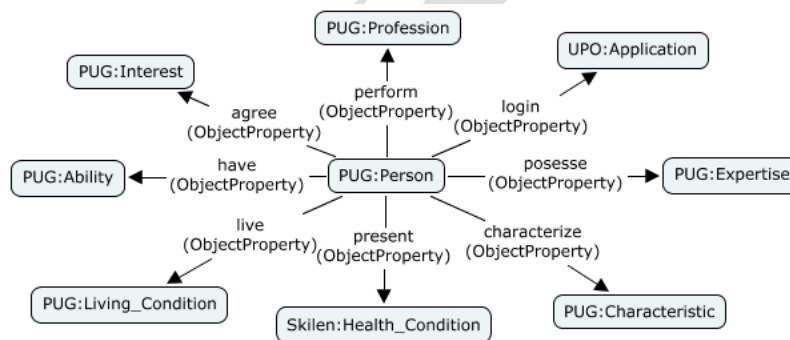 PUG:Profession
UPO:Application
PUG:Interest
perform
(ObjectProperty)
login
(ObjectProperty)
agree
(ObjectProperty)
have
(ObjectProperty)
posesse
(ObjectProperty)
PUG:Ability
PUG:Person
PUG:Expertise
live
(ObjectProperty)
present
(ObjectProperty)
characterize
(ObjectProperty)
PUG:Living_Condition
Skilen:Health_Condition
PUG:Characteristic